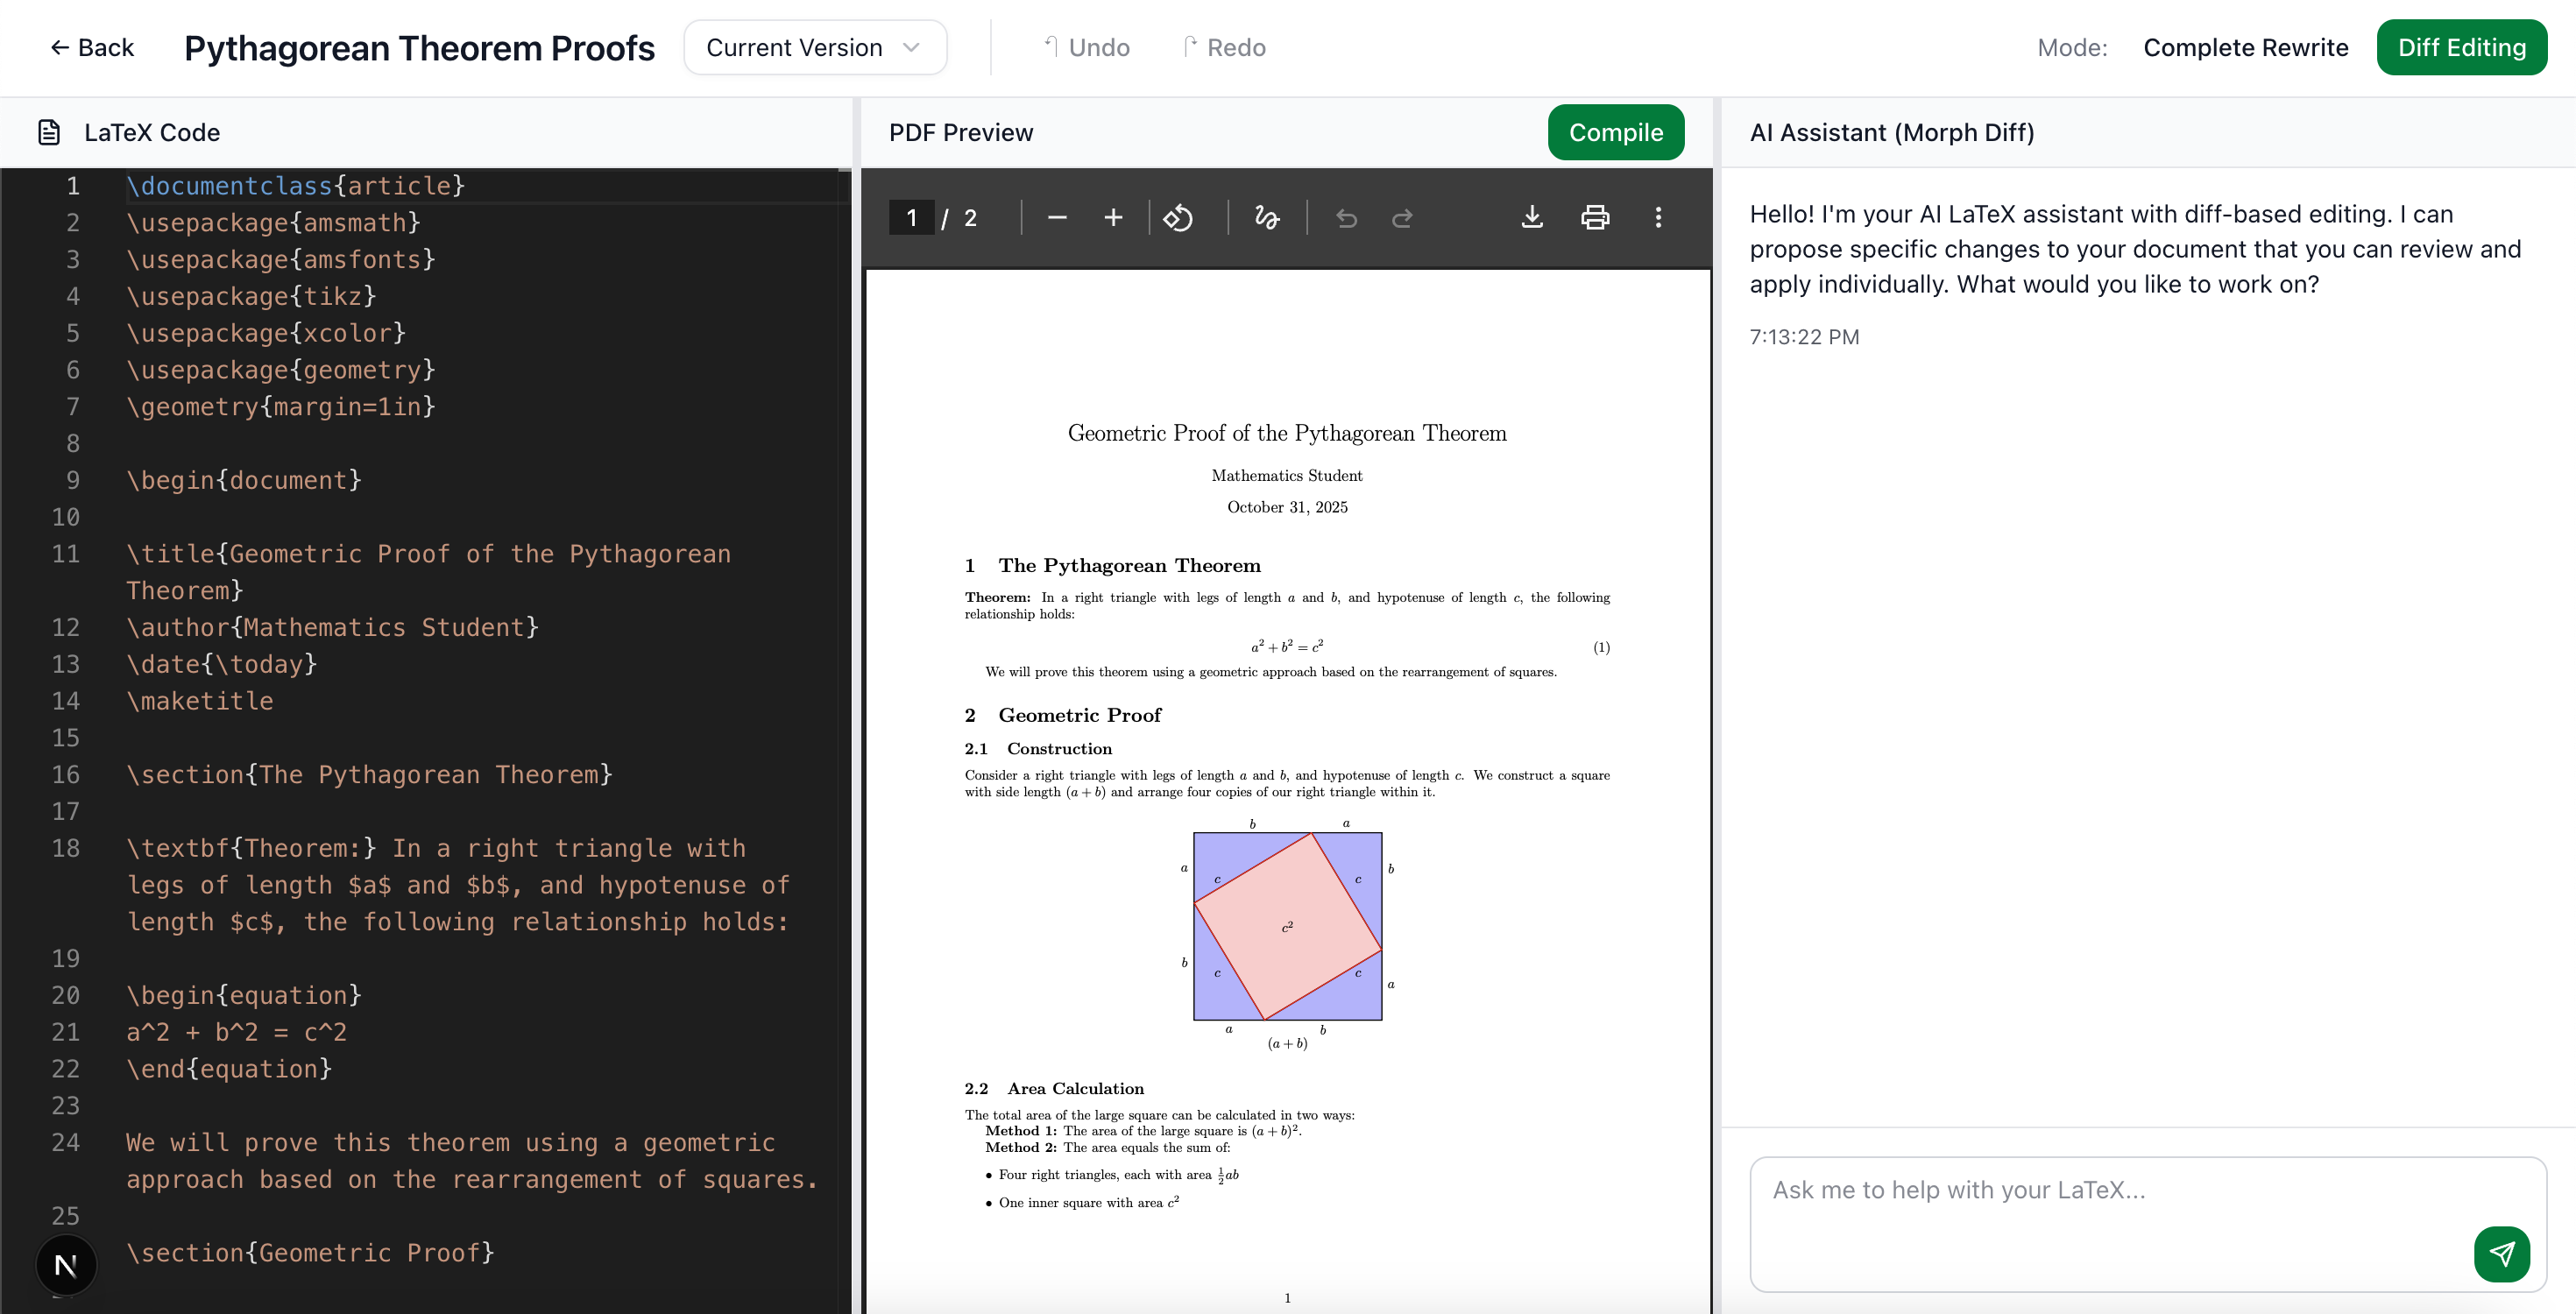 ← Back
Pythagorean Theorem Proofs
Current Version
Undo
Redo
Mode:
Complete Rewrite
Diff Editing
LaTeX Code
1 \documentclass{article}
2 \usepackage{amsmath}
3 \usepackage{amsfonts}
4 \usepackage{tikz}
5 \usepackage{xcolor}
6 \usepackage{geometry}
7 \geometry{margin=1in}
8
9 \begin{document}
10
11 \title{Geometric Proof of the Pythagorean
Theorem}
12 \author{Mathematics Student}
13 \date{\today}
14 \maketitle
15
16 \section{The Pythagorean Theorem}
17
18 \textbf{Theorem:} In a right triangle with
legs of length $a$ and $b$, and hypotenuse of
length $c$, the following relationship holds:
19
20 \begin{equation}
21 a^2 + b^2 = c^2
22 \end{equation}
23
24 We will prove this theorem using a geometric
approach based on the rearrangement of squares.
25
\section{Geometric Proof}
N
PDF Preview
Compile
1 / 2
Geometric Proof of the Pythagorean Theorem
Mathematics Student
October 31, 2025
1 The Pythagorean Theorem
Theorem: In a right triangle with legs of length a and b, and hypotenuse of length c, the following
relationship holds:
a² + b² = c² (1)
We will prove this theorem using a geometric approach based on the rearrangement of squares.
2 Geometric Proof
2.1 Construction
Consider a right triangle with legs of length a and b, and hypotenuse of length c. We construct a square
with side length (a + b) and arrange four copies of our right triangle within it.
b a
a b
c c
c²
b c c a
a b
(a + b)
2.2 Area Calculation
The total area of the large square can be calculated in two ways:
Method 1: The area of the large square is (a + b)².
Method 2: The area equals the sum of:
• Four right triangles, each with area ½ab
• One inner square with area c²
1
AI Assistant (Morph Diff)
Hello! I'm your AI LaTeX assistant with diff-based editing. I can
propose specific changes to your document that you can review and
apply individually. What would you like to work on?
7:13:22 PM
Ask me to help with your LaTeX...